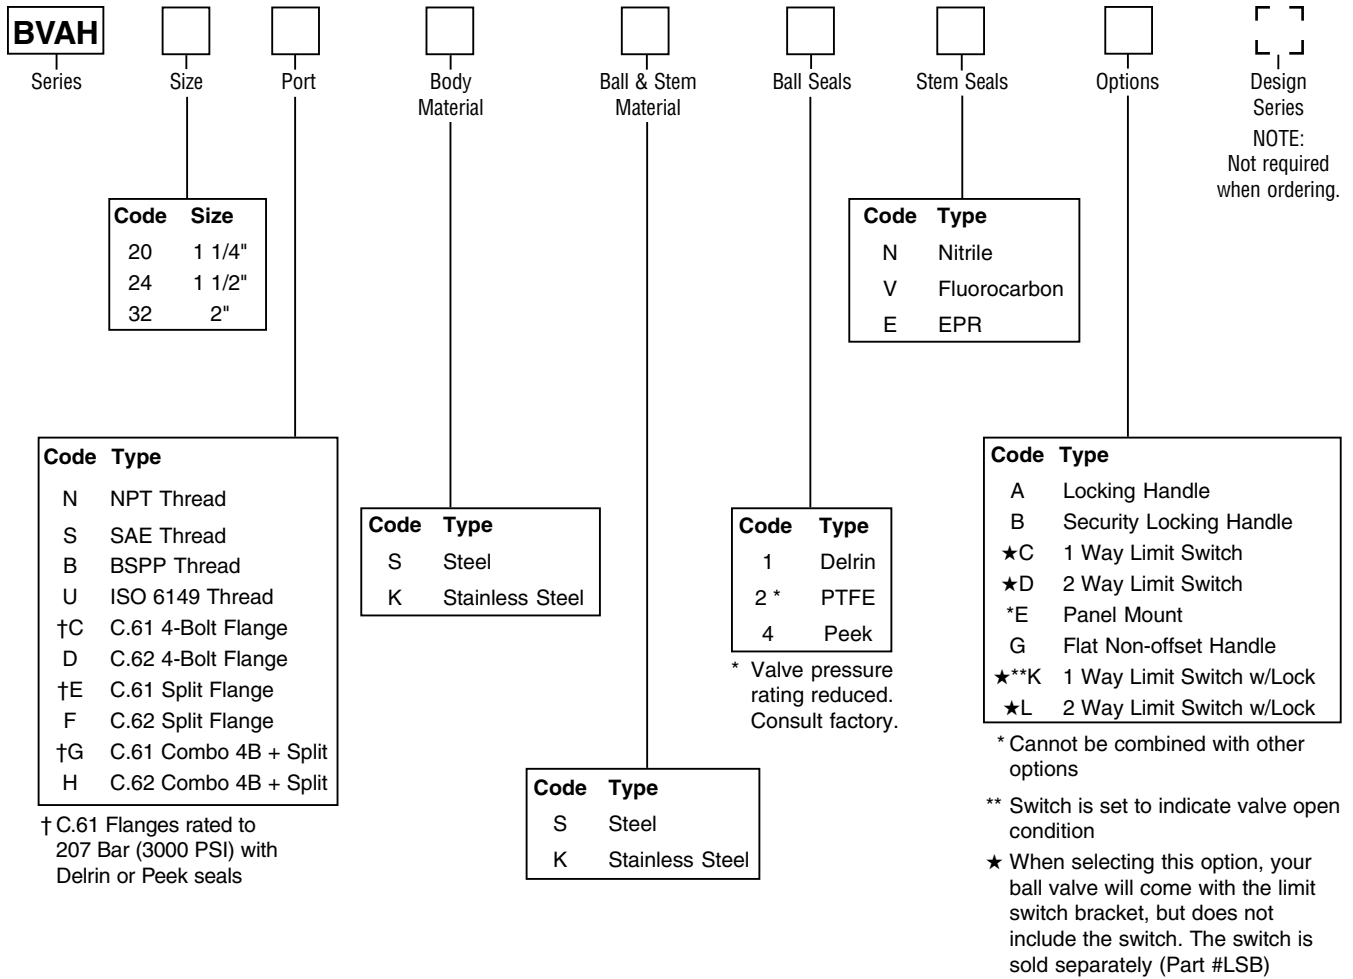 BVAH
Series
Size
Port
Body
Material
Ball & Stem
Material
Ball Seals
Stem Seals
Options
Design
Series
NOTE:
Not required
when ordering.
Code Size
20 1 1/4"
24 1 1/2"
32 2"
Code Type
N Nitrile
V Fluorocarbon
E EPR
Code Type
N NPT Thread
S SAE Thread
B BSPP Thread
U ISO 6149 Thread
†C C.61 4-Bolt Flange
D C.62 4-Bolt Flange
†E C.61 Split Flange
F C.62 Split Flange
†G C.61 Combo 4B + Split
H C.62 Combo 4B + Split
† C.61 Flanges rated to
207 Bar (3000 PSI) with
Delrin or Peek seals
Code Type
S Steel
K Stainless Steel
Code Type
S Steel
K Stainless Steel
Code Type
1 Delrin
2 * PTFE
4 Peek
* Valve pressure
rating reduced.
Consult factory.
Code Type
A Locking Handle
B Security Locking Handle
★C 1 Way Limit Switch
★D 2 Way Limit Switch
*E Panel Mount
G Flat Non-offset Handle
★**K 1 Way Limit Switch w/Lock
★L 2 Way Limit Switch w/Lock
* Cannot be combined with other
options
** Switch is set to indicate valve open
condition
★ When selecting this option, your
ball valve will come with the limit
switch bracket, but does not
include the switch. The switch is
sold separately (Part #LSB)